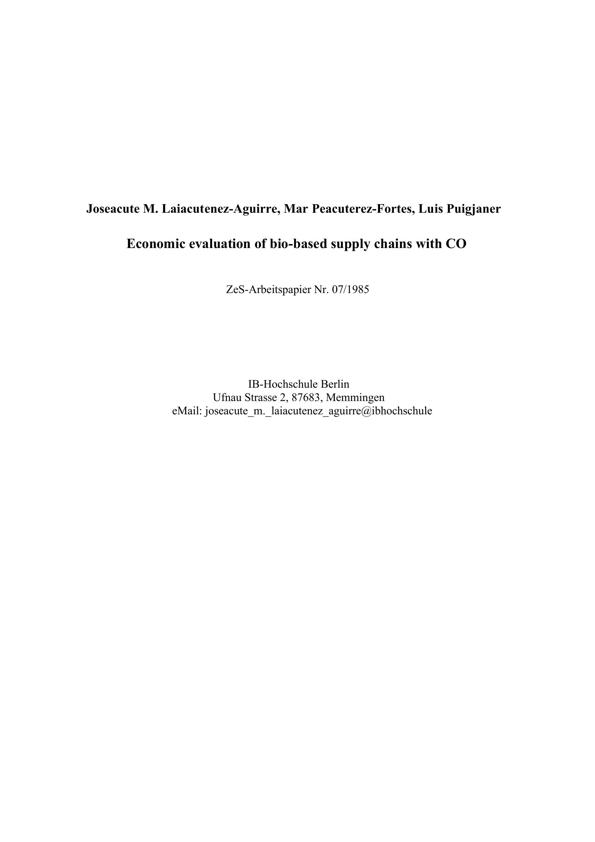 Joseacute M. Laiacutenez-Aguirre, Mar Peacuterez-Fortes, Luis Puigjaner
Economic evaluation of bio-based supply chains with CO
ZeS-Arbeitspapier Nr. 07/1985
IB-Hochschule Berlin
Ufnau Strasse 2, 87683, Memmingen
eMail: joseacute_m._laiacutenez_aguirre@ibhochschule